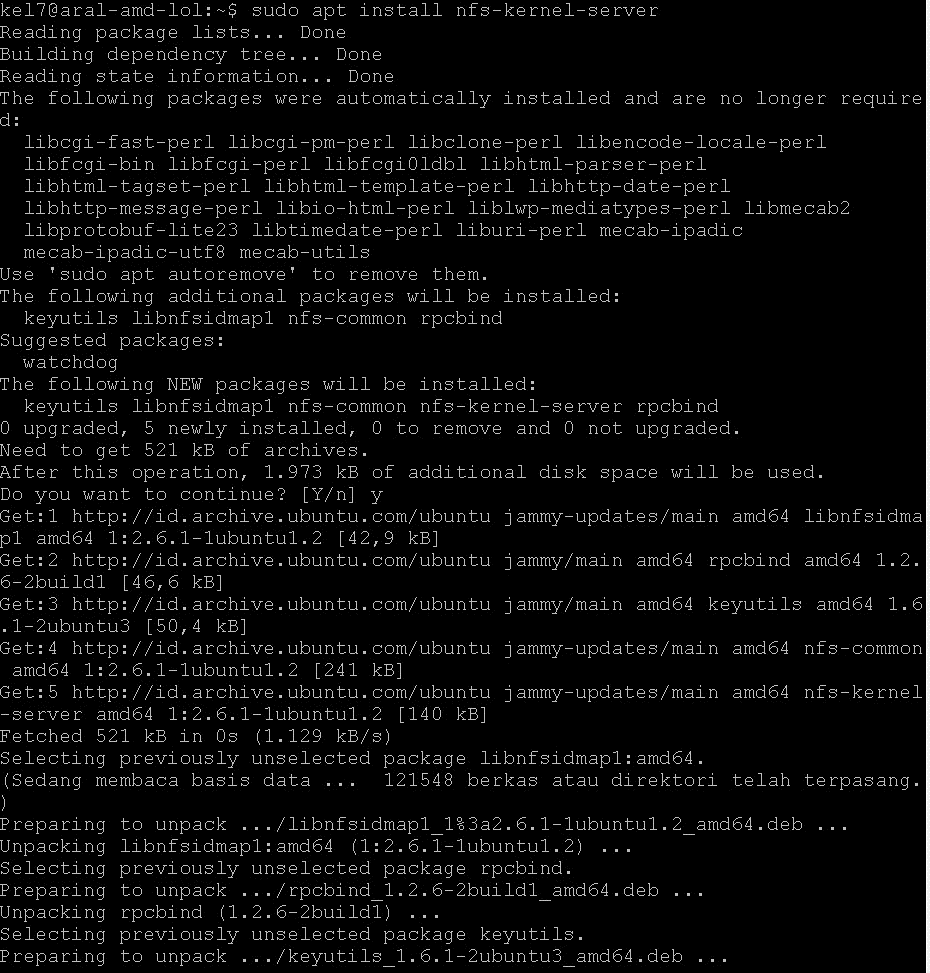 kel7@aral-amd-lol:~$ sudo apt install nfs-kernel-server
Reading package lists... Done
Building dependency tree... Done
Reading state information... Done
The following packages were automatically installed and are no longer require
d:
  libcgi-fast-perl libcgi-pm-perl libclone-perl libencode-locale-perl
  libfcgi-bin libfcgi-perl libfcgi0ldbl libhtml-parser-perl
  libhtml-tagset-perl libhtml-template-perl libhttp-date-perl
  libhttp-message-perl libio-html-perl liblwp-mediatypes-perl libmecab2
  libprotobuf-lite23 libtimedate-perl liburi-perl mecab-ipadic
  mecab-ipadic-utf8 mecab-utils
Use 'sudo apt autoremove' to remove them.
The following additional packages will be installed:
  keyutils libnfsidmap1 nfs-common rpcbind
Suggested packages:
  watchdog
The following NEW packages will be installed:
  keyutils libnfsidmap1 nfs-common nfs-kernel-server rpcbind
0 upgraded, 5 newly installed, 0 to remove and 0 not upgraded.
Need to get 521 kB of archives.
After this operation, 1.973 kB of additional disk space will be used.
Do you want to continue? [Y/n] y
Get:1 http://id.archive.ubuntu.com/ubuntu jammy-updates/main amd64 libnfsidma
p1 amd64 1:2.6.1-1ubuntu1.2 [42,9 kB]
Get:2 http://id.archive.ubuntu.com/ubuntu jammy/main amd64 rpcbind amd64 1.2.
6-2build1 [46,6 kB]
Get:3 http://id.archive.ubuntu.com/ubuntu jammy/main amd64 keyutils amd64 1.6
.1-2ubuntu3 [50,4 kB]
Get:4 http://id.archive.ubuntu.com/ubuntu jammy-updates/main amd64 nfs-common
 amd64 1:2.6.1-1ubuntu1.2 [241 kB]
Get:5 http://id.archive.ubuntu.com/ubuntu jammy-updates/main amd64 nfs-kernel
-server amd64 1:2.6.1-1ubuntu1.2 [140 kB]
Fetched 521 kB in 0s (1.129 kB/s)
Selecting previously unselected package libnfsidmap1:amd64.
(Sedang membaca basis data ...  121548 berkas atau direktori telah terpasang.
)
Preparing to unpack .../libnfsidmap1_1%3a2.6.1-1ubuntu1.2_amd64.deb ...
Unpacking libnfsidmap1:amd64 (1:2.6.1-1ubuntu1.2) ...
Selecting previously unselected package rpcbind.
Preparing to unpack .../rpcbind_1.2.6-2build1_amd64.deb ...
Unpacking rpcbind (1.2.6-2build1) ...
Selecting previously unselected package keyutils.
Preparing to unpack .../keyutils_1.6.1-2ubuntu3_amd64.deb ...